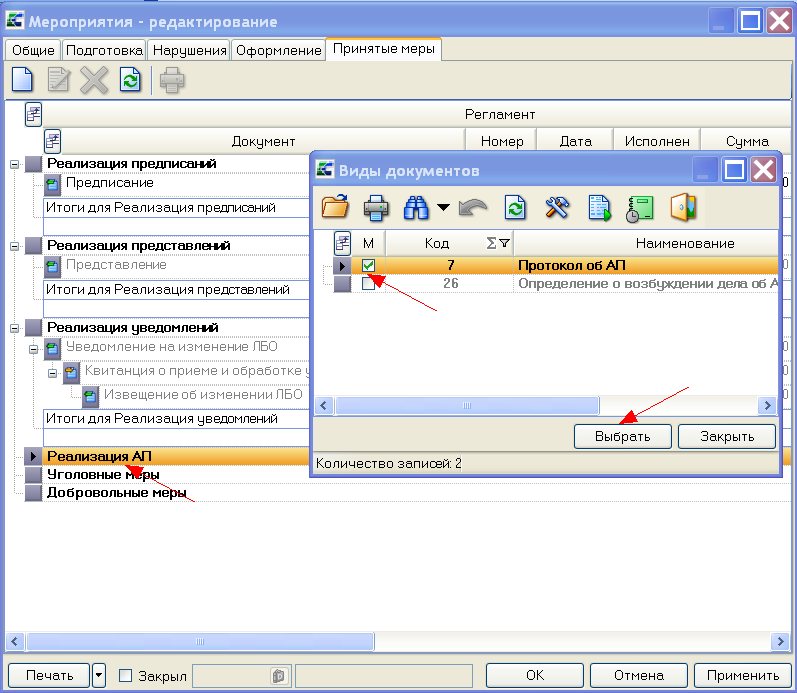 Мероприятия - редактирование
Общие Подготовка Нарушения Оформление Принятые меры
Регламент
Документ Номер Дата Исполнен Сумма
Реализация предписаний
Предписание
Итоги для Реализация предписаний
Реализация представлений
Представление
Итоги для Реализация представлений
Реализация уведомлений
Уведомление на изменение ЛБО
Квитанция о приеме и обработке у
Извещение об изменении ЛБО
Итоги для Реализация уведомлений
Реализация АП
Уголовные меры
Добровольные меры
Виды документов
М Код Наименование
7 Протокол об АП
26 Определение о возбуждении дела об А
Выбрать Закрыть
Количество записей: 2
Печать Закрыл ОК Отмена Применить